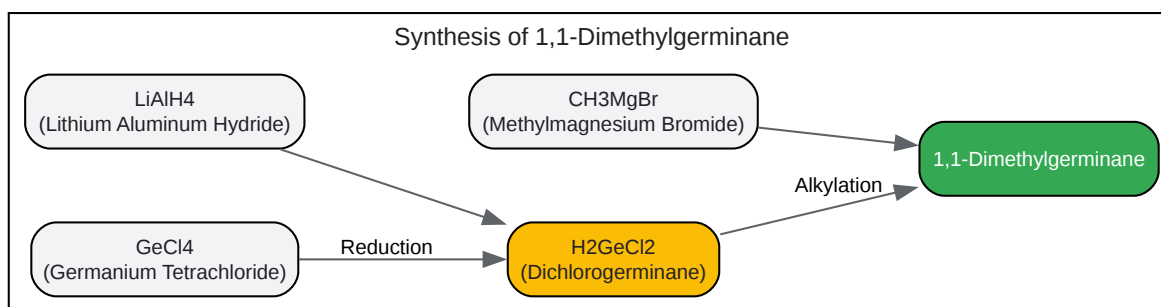 Synthesis of 1,1-Dimethylgerminane
LiAlH4
(Lithium Aluminum Hydride)
CH3MgBr
(Methylmagnesium Bromide)
1,1-Dimethylgerminane
Alkylation
GeCl4
(Germanium Tetrachloride)
Reduction
H2GeCl2
(Dichlorogerminane)